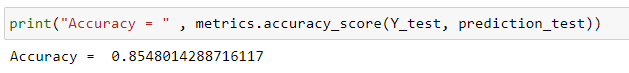 print("Accuracy = " , metrics.accuracy_score(Y_test, prediction_test))
Accuracy =  0.8548014288716117